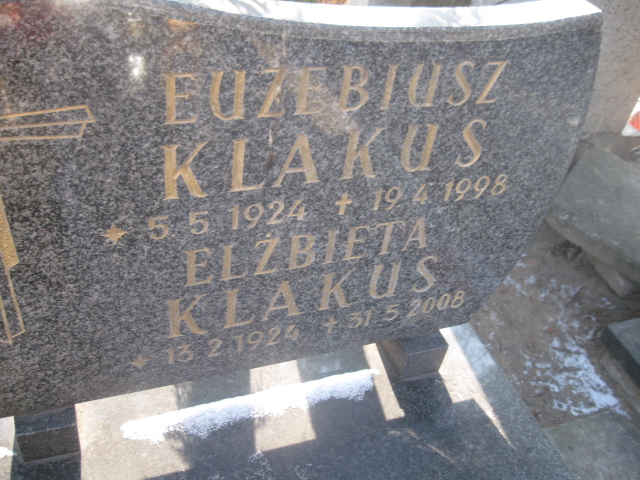 EUZEBIUSZ
KLAKUS
* 5 5 1924 ✝ 19 4 1998
ELŻBIETA
KLAKUS
* 13 2 1924 ✝ 31 5 2008